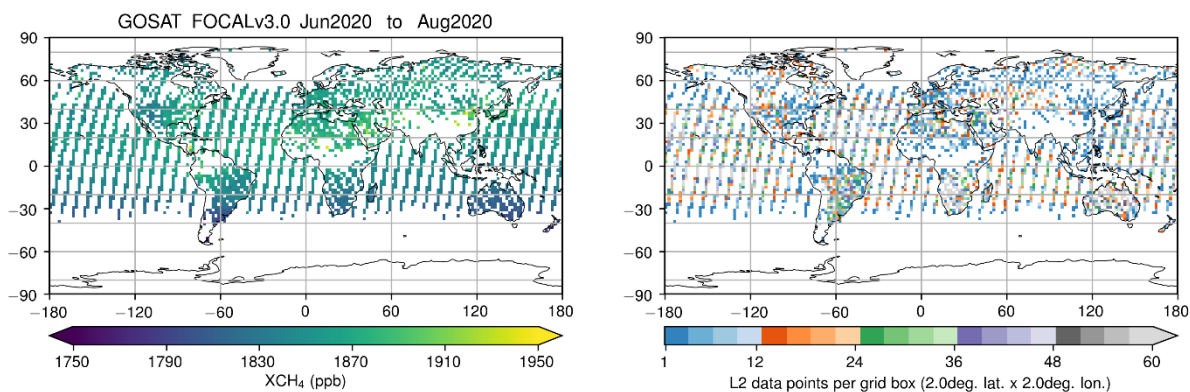 GOSAT FOCALv3.0 Jun2020 to Aug2020
90
60
30
0
−30
−60
−90
−180 −120 −60 0 60 120 180
1750 1790 1830 1870 1910 1950
XCH₄ (ppb)
90
60
30
0
−30
−60
−90
−180 −120 −60 0 60 120 180
1 12 24 36 48 60
L2 data points per grid box (2.0deg. lat. x 2.0deg. lon.)